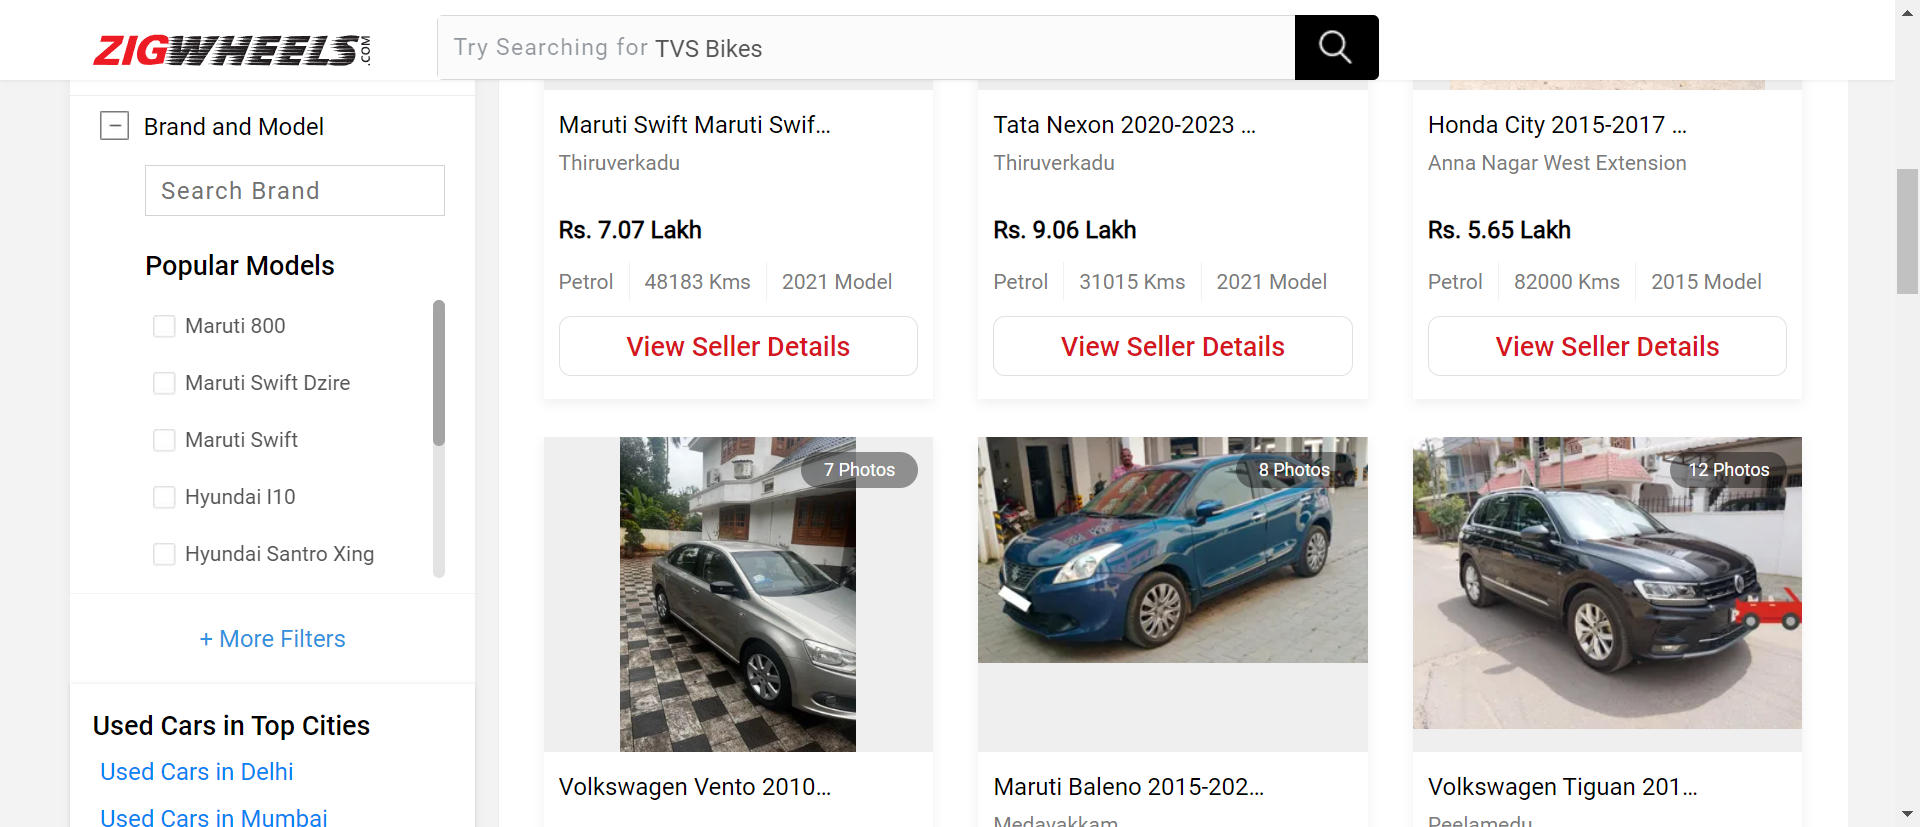 ZIGWHEELS.COM
Try Searching for TVS Bikes
Brand and Model
Search Brand
Popular Models
Maruti 800
Maruti Swift Dzire
Maruti Swift
Hyundai I10
Hyundai Santro Xing
+ More Filters
Used Cars in Top Cities
Used Cars in Delhi
Used Cars in Mumbai
Maruti Swift Maruti Swif...
Thiruverkadu
Rs. 7.07 Lakh
Petrol 48183 Kms 2021 Model
View Seller Details
Tata Nexon 2020-2023 ...
Thiruverkadu
Rs. 9.06 Lakh
Petrol 31015 Kms 2021 Model
View Seller Details
Honda City 2015-2017 ...
Anna Nagar West Extension
Rs. 5.65 Lakh
Petrol 82000 Kms 2015 Model
View Seller Details
7 Photos
Volkswagen Vento 2010...
8 Photos
Maruti Baleno 2015-202...
Medavakkam
12 Photos
Volkswagen Tiguan 201...
Peelamedu